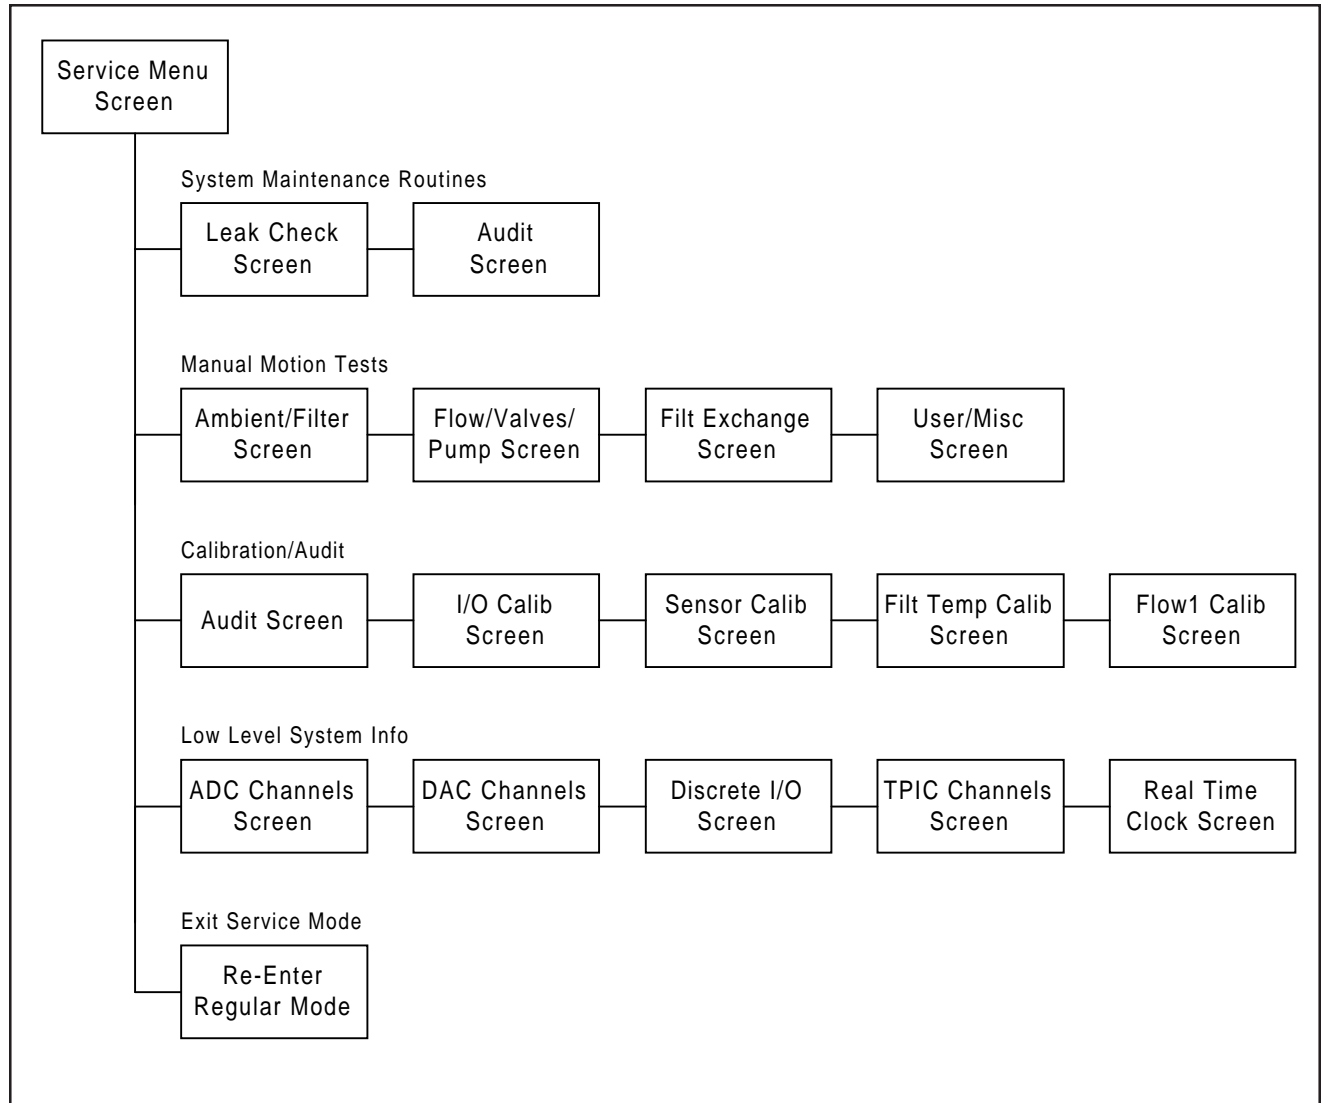 Service Menu
Screen
System Maintenance Routines
Leak Check
Screen
Audit
Screen
Manual Motion Tests
Ambient/Filter
Screen
Flow/Valves/
Pump Screen
Filt Exchange
Screen
User/Misc
Screen
Calibration/Audit
Audit Screen
I/O Calib
Screen
Sensor Calib
Screen
Filt Temp Calib
Screen
Flow1 Calib
Screen
Low Level System Info
ADC Channels
Screen
DAC Channels
Screen
Discrete I/O
Screen
TPIC Channels
Screen
Real Time
Clock Screen
Exit Service Mode
Re-Enter
Regular Mode